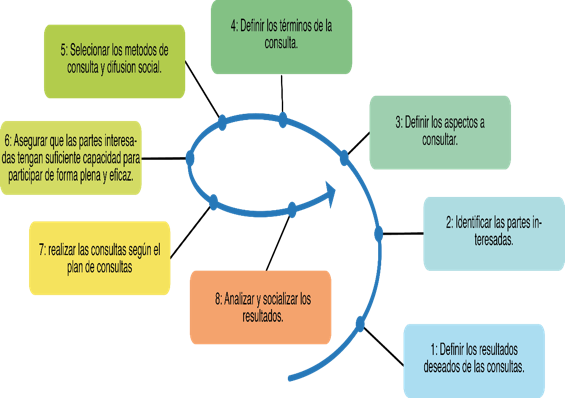 4: Definir los términos de la
consulta.
5: Selecionar los metodos de
consulta y difusion social.
3: Definir los aspectos a
consultar.
6: Asegurar que las partes interesa-
das tengan suficiente capacidad para
participar de forma plena y eficaz.
2: Identificar las partes in-
teresadas.
7: realizar las consultas según el
plan de consultas
8: Analizar y socializar los
resultados.
1: Definir los resultados
deseados de las consultas.